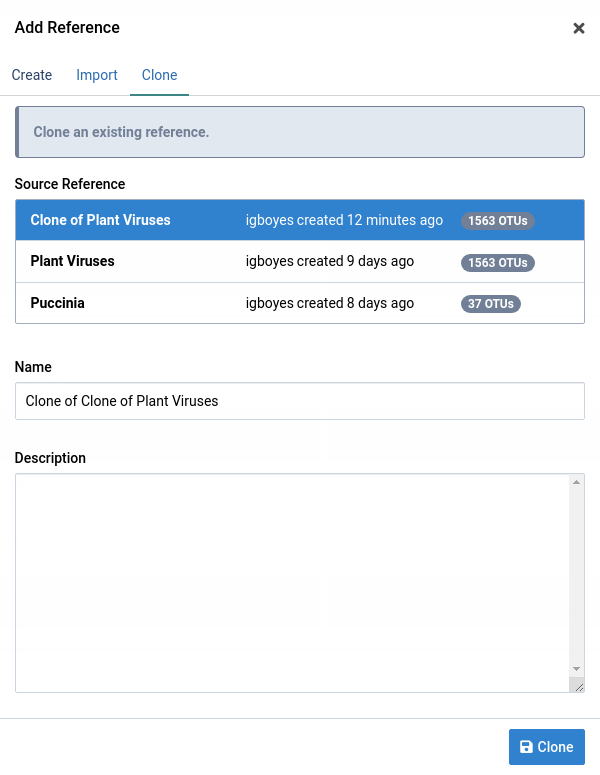 Add Reference
Create Import Clone
Clone an existing reference.
Source Reference
Clone of Plant Viruses igboyes created 12 minutes ago 1563 OTUs
Plant Viruses igboyes created 9 days ago 1563 OTUs
Puccinia igboyes created 8 days ago 37 OTUs
Name
Clone of Clone of Plant Viruses
Description
Clone